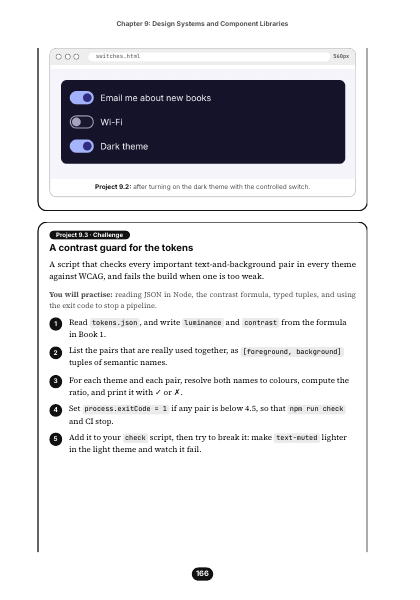 Chapter 9: Design Systems and Component Libraries
switches.html
560px
Email me about new books
Wi-Fi
Dark theme
Project 9.2: after turning on the dark theme with the controlled switch.
Project 9.3 · Challenge
A contrast guard for the tokens
A script that checks every important text-and-background pair in every theme
against WCAG, and fails the build when one is too weak.
You will practise: reading JSON in Node, the contrast formula, typed tuples, and using
the exit code to stop a pipeline.
1 Read tokens.json, and write luminance and contrast from the formula
in Book 1.
2 List the pairs that are really used together, as [foreground, background]
tuples of semantic names.
3 For each theme and each pair, resolve both names to colours, compute the
ratio, and print it with ✓ or ✗.
4 Set process.exitCode = 1 if any pair is below 4.5, so that npm run check
and CI stop.
5 Add it to your check script, then try to break it: make text-muted lighter
in the light theme and watch it fail.
166